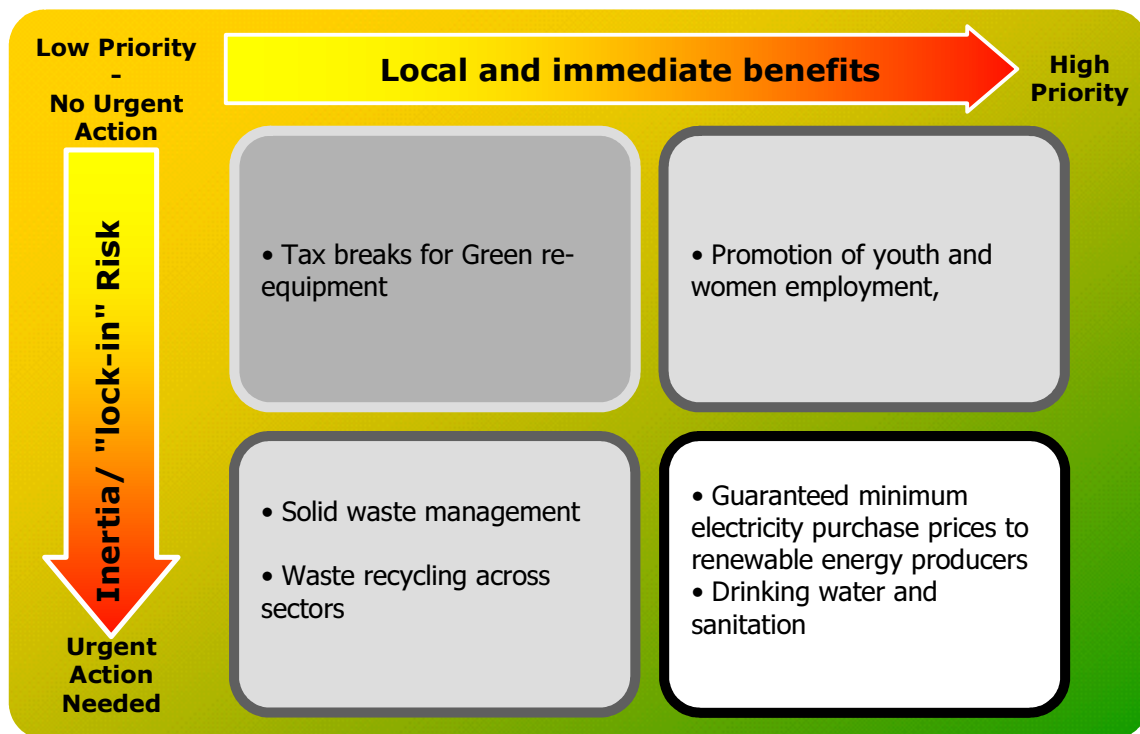 Low Priority
-
No Urgent
Action
Local and immediate benefits
High
Priority
Inertia/ "lock-in" Risk
• Tax breaks for Green re-
equipment
• Promotion of youth and
women employment,
• Solid waste management
• Waste recycling across
sectors
• Guaranteed minimum
electricity purchase prices to
renewable energy producers
• Drinking water and
sanitation
Urgent
Action
Needed